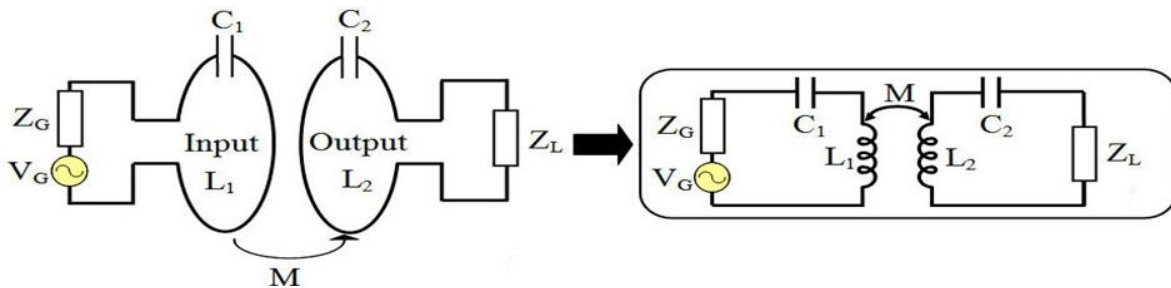 C1 C2
ZG Input Output ZL
VG L1 L2
M
M
C1 C2
ZG L1 L2 ZL
VG